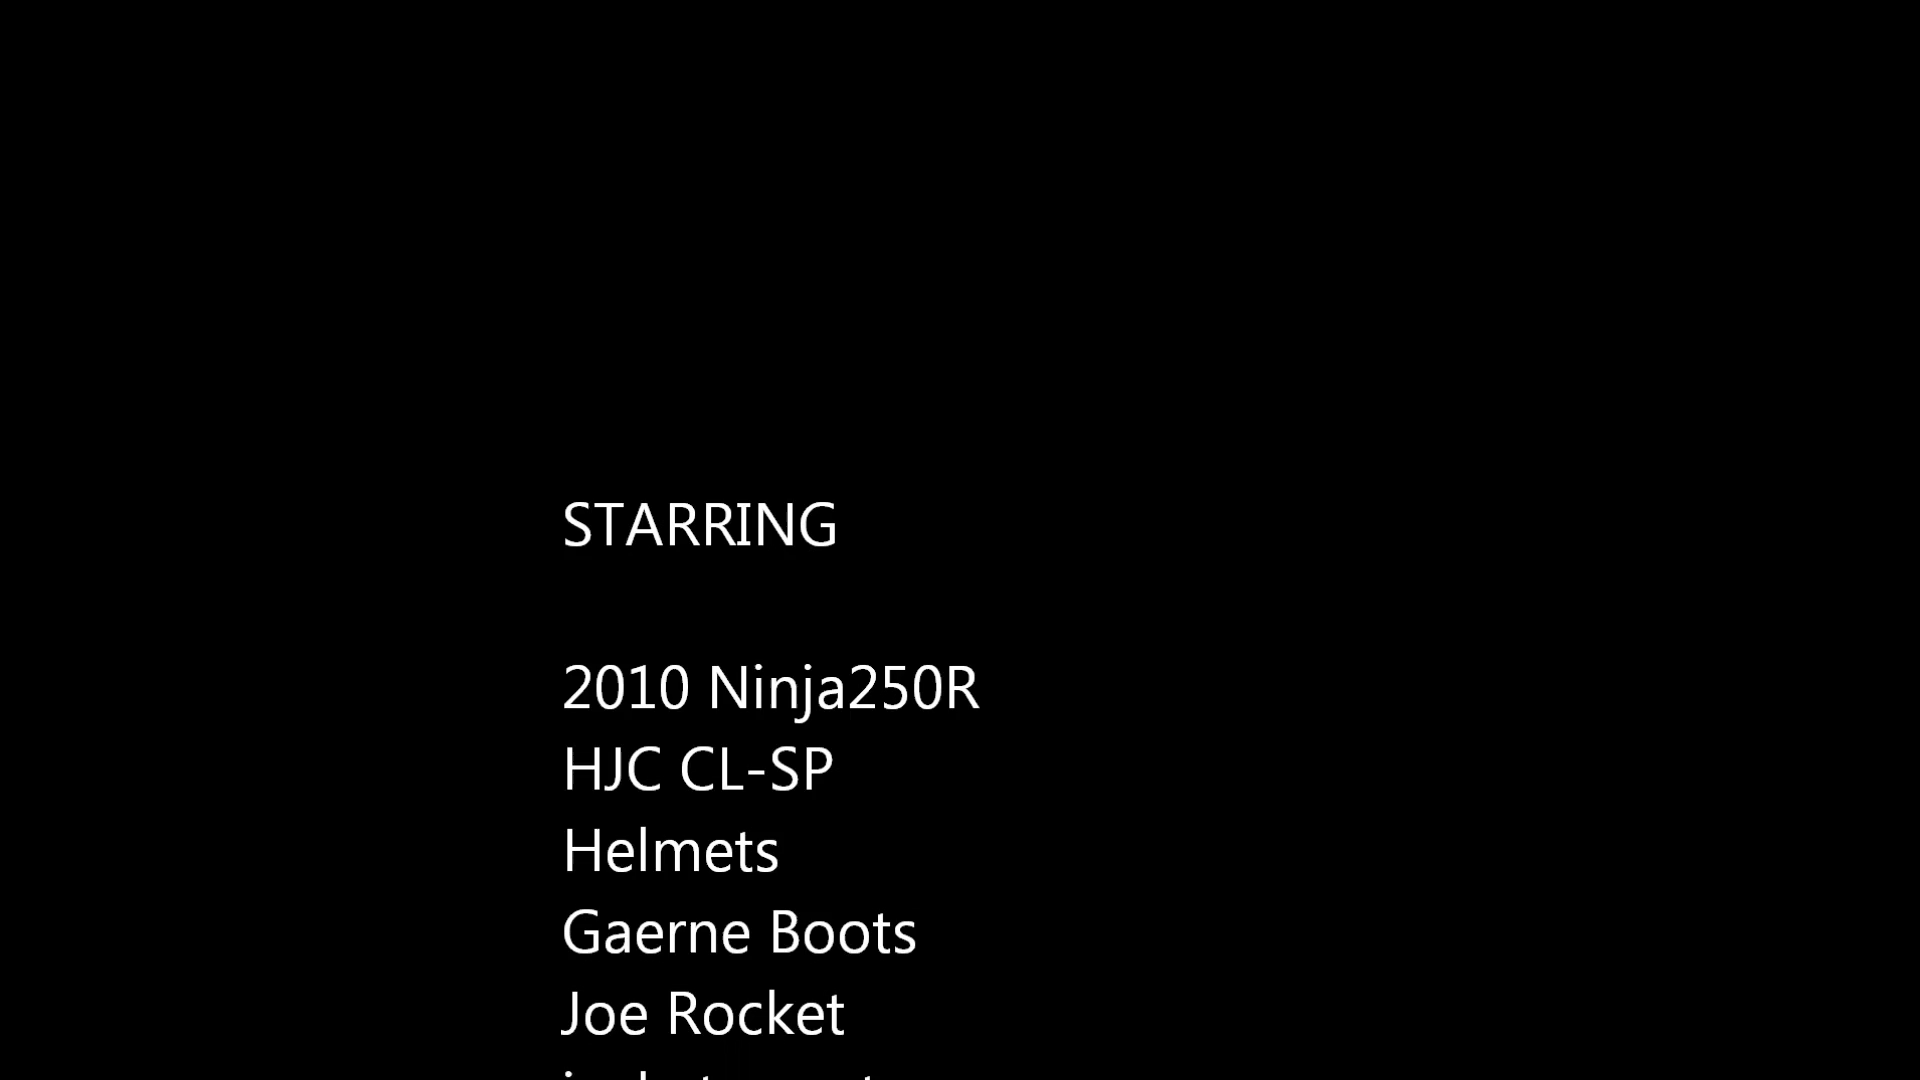 STARRING
2010 Ninja250R
HJC CL-SP
Helmets
Gaerne Boots
Joe Rocket